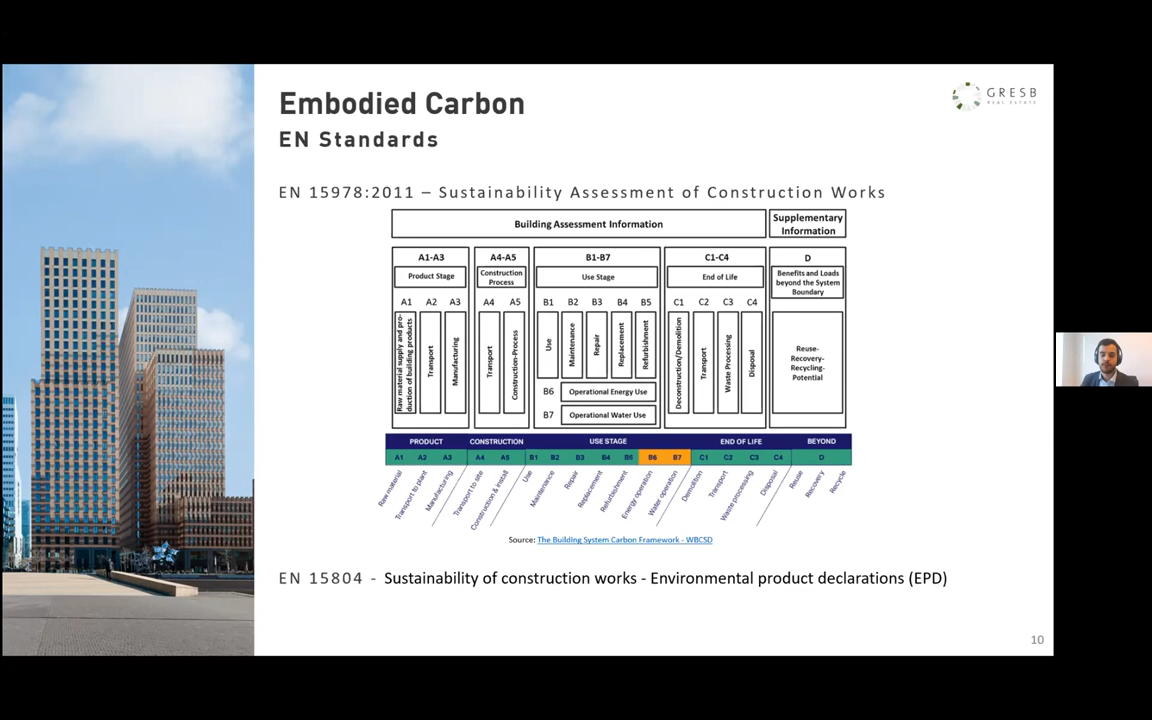 Embodied Carbon
GRESB
REAL ESTATE
EN Standards
EN 15978:2011 – Sustainability Assessment of Construction Works
Building Assessment Information
Supplementary
Information
A1-A3
Product Stage
A4-A5
Construction
Process
B1-B7
Use Stage
C1-C4
End of Life
D
Benefits and Loads
beyond the System
Boundary
A1 A2 A3 A4 A5 B1 B2 B3 B4 B5 C1 C2 C3 C4
Raw material supply and pro-
duction of building products
Transport
Manufacturing
Transport
Construction-Process
Use
Maintenance
Repair
Replacement
Refurbishment
B6 Operational Energy Use
B7 Operational Water Use
Deconstruction/Demolition
Transport
Waste Processing
Disposal
Reuse-
Recovery-
Recycling-
Potential
PRODUCT CONSTRUCTION USE STAGE END OF LIFE BEYOND
A1 A2 A3 A4 A5 B1 B2 B3 B4 B5 B6 B7 C1 C2 C3 C4 D
Raw material
Transport to plant
Manufacturing
Transport to site
Construction & install
Use
Maintenance
Repair
Replacement
Refurbishment
Energy operation
Water operation
Demolition
Transport
Waste processing
Disposal
Reuse
Recovery
Recycle
Source: The Building System Carbon Framework - WBCSD
EN 15804 - Sustainability of construction works - Environmental product declarations (EPD)
10